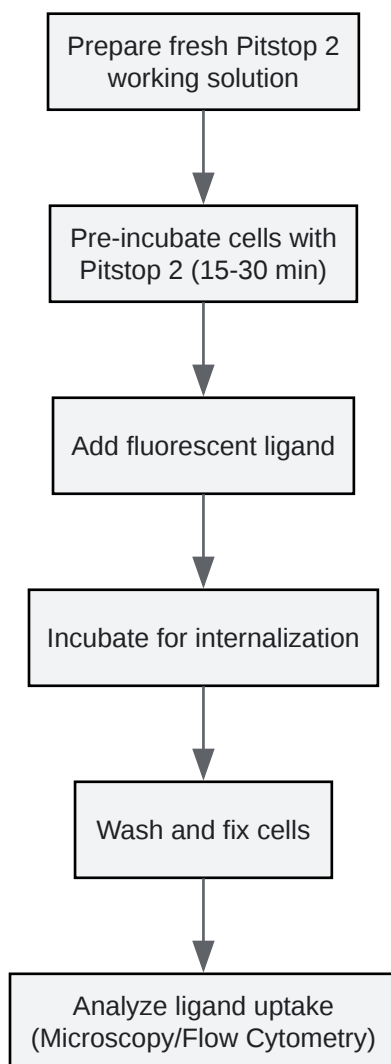 Prepare fresh Pitstop 2
working solution
Pre-incubate cells with
Pitstop 2 (15-30 min)
Add fluorescent ligand
Incubate for internalization
Wash and fix cells
Analyze ligand uptake
(Microscopy/Flow Cytometry)